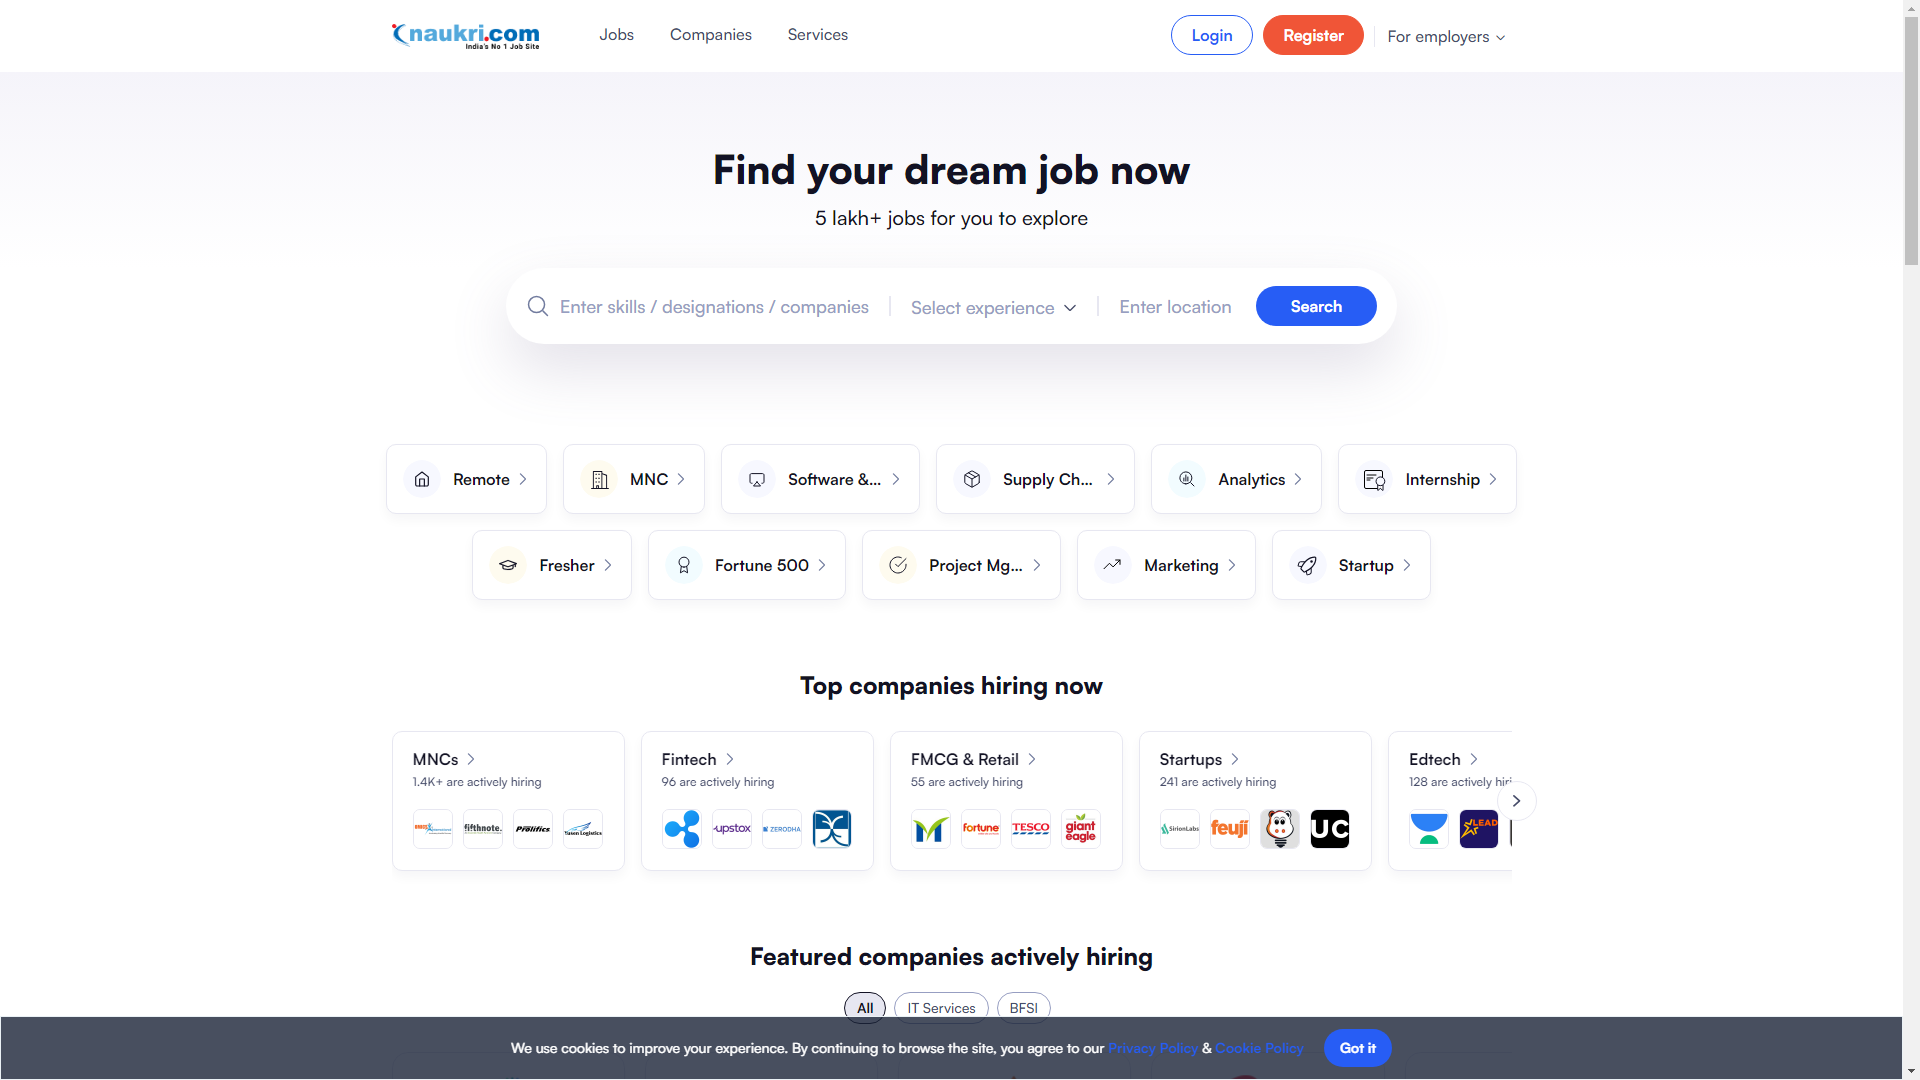 naukri.com
India's No 1 Job Site
Jobs
Companies
Services
Login
Register
For employers
Find your dream job now
5 lakh+ jobs for you to explore
Enter skills / designations / companies
Select experience
Enter location
Search
Remote
MNC
Software &...
Supply Ch...
Analytics
Internship
Fresher
Fortune 500
Project Mg...
Marketing
Startup
Top companies hiring now
MNCs
1.4K+ are actively hiring
fifthnote.
Prolifics
Yusen Logistics
Fintech
96 are actively hiring
upstox
ZERODHA
FMCG & Retail
55 are actively hiring
fortune
TESCO
giant
eagle
Startups
241 are actively hiring
SirionLabs
feuji
UC
Edtech
128 are actively hiri
LEAD
Featured companies actively hiring
All
IT Services
BFSI
We use cookies to improve your experience. By continuing to browse the site, you agree to our Privacy Policy & Cookie Policy
Got it